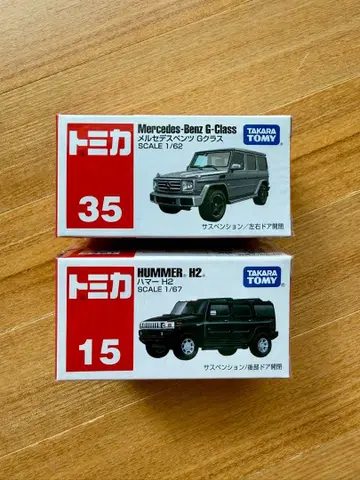 トミカ
35
Mercedes-Benz G-Class
メルセデスベンツ Gクラス
SCALE 1/62
TAKARA
TOMY
サスペンション/左右ドア開閉
トミカ
15
HUMMER® H2®
ハマー H2
SCALE 1/67
TAKARA
TOMY
サスペンション/後部ドア開閉